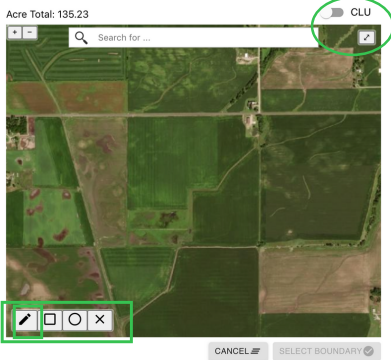 Acre Total: 135.23
CLU
+ -
Search for ...
CANCEL
SELECT BOUNDARY